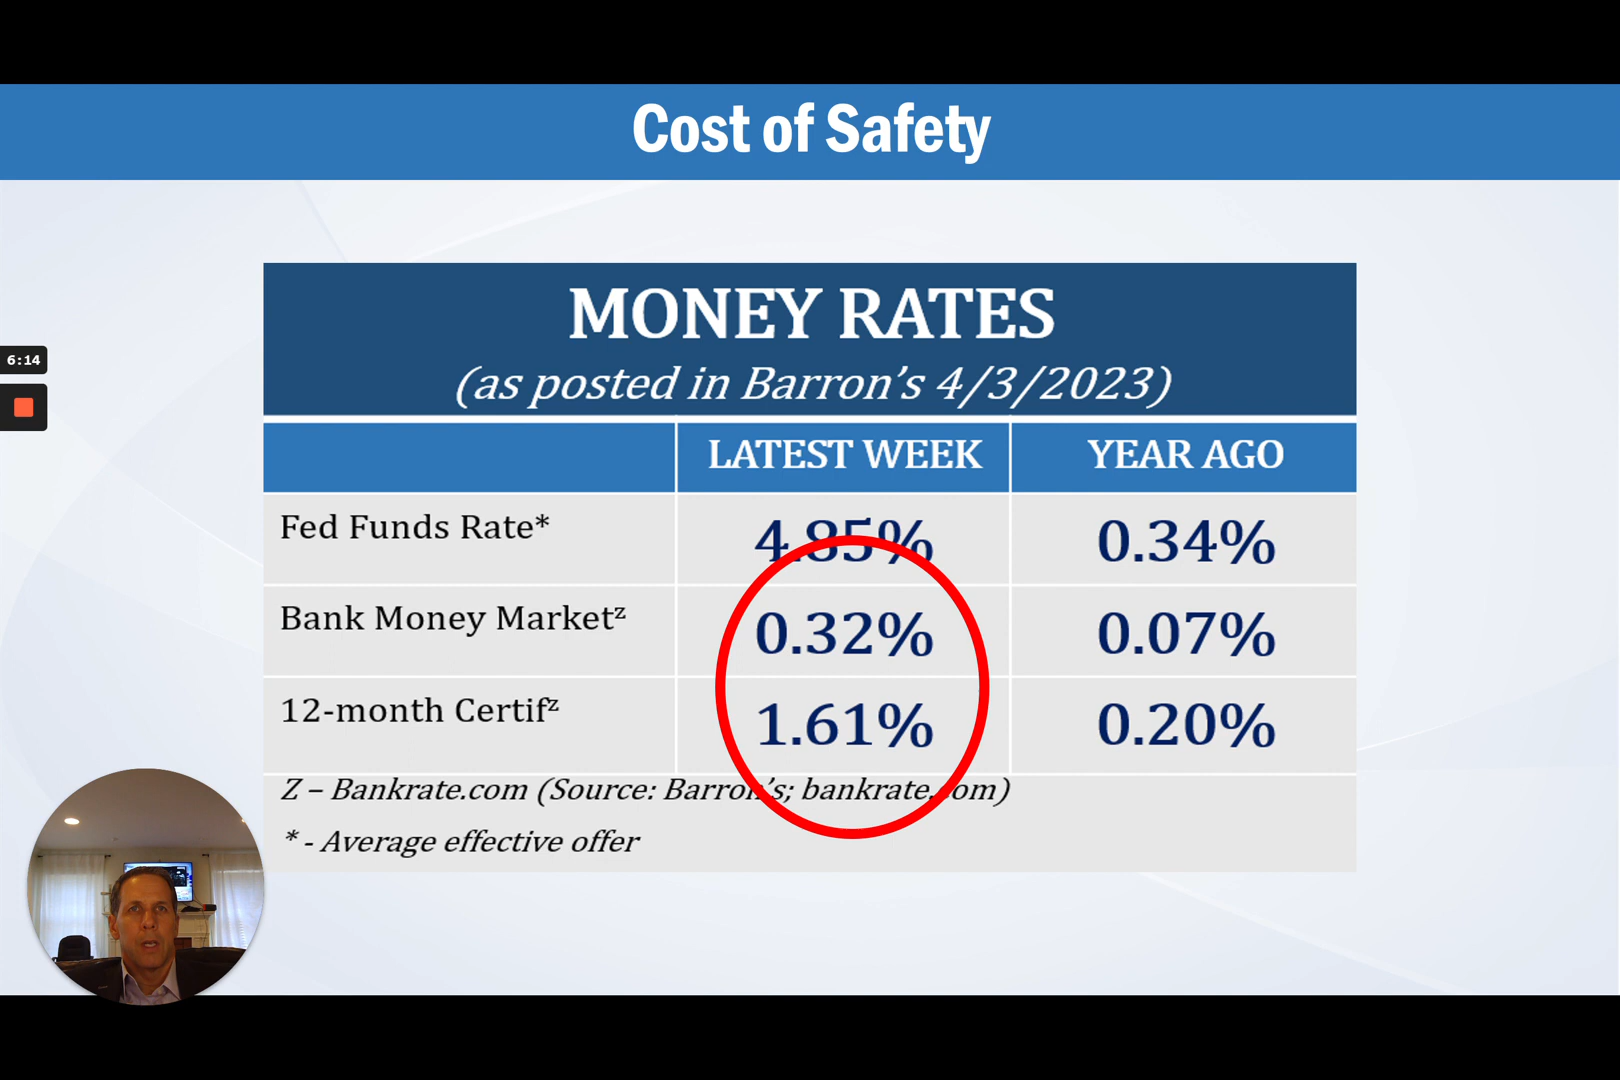 Cost of Safety
MONEY RATES
(as posted in Barron's 4/3/2023)
LATEST WEEK YEAR AGO
Fed Funds Rate* 4.85% 0.34%
Bank Money Marketᶻ 0.32% 0.07%
12-month Certifᶻ 1.61% 0.20%
Z – Bankrate.com (Source: Barron's; bankrate.com)
* - Average effective offer
6:14